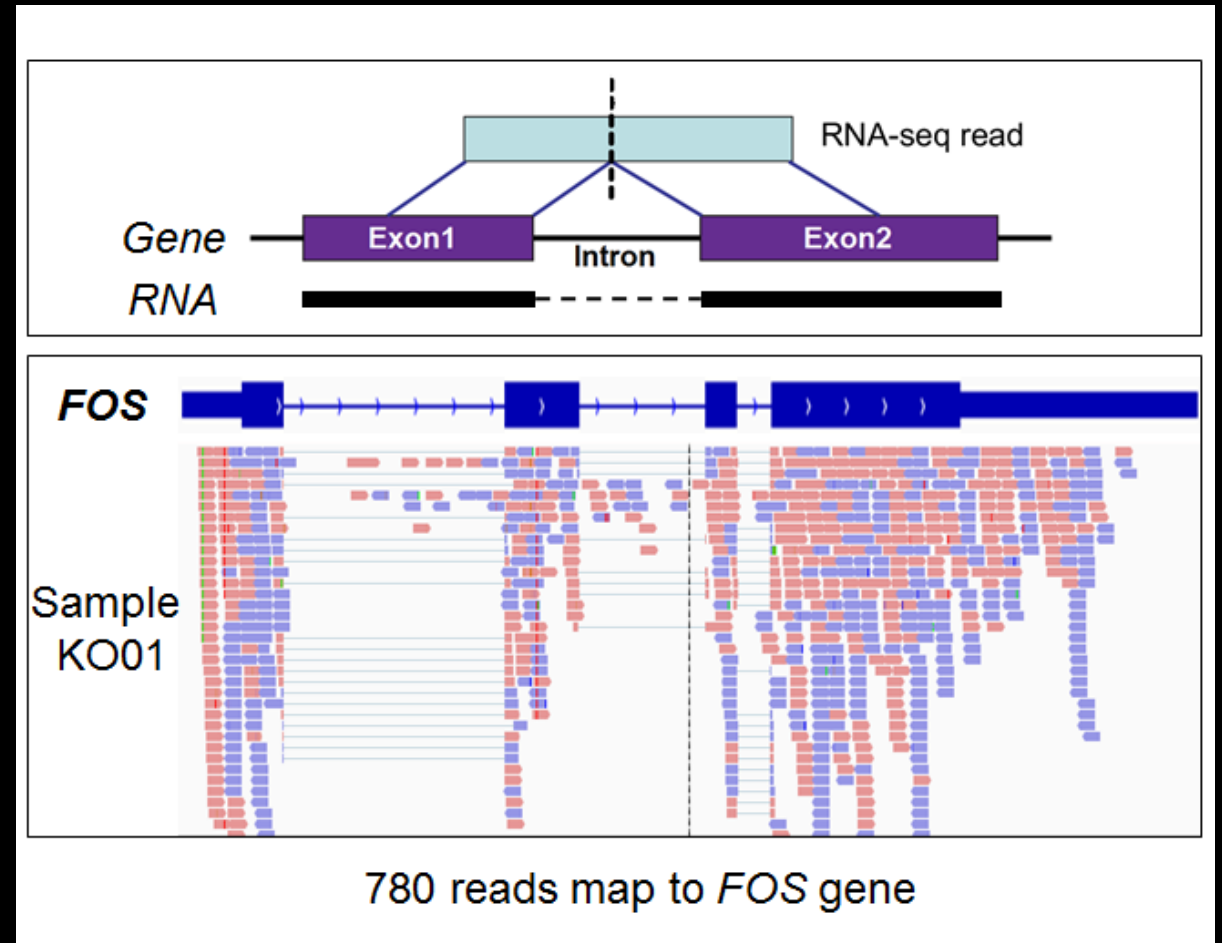 RNA-seq read
Gene
Exon1
Exon2
Intron
RNA
FOS
Sample
KO01
780 reads map to FOS gene